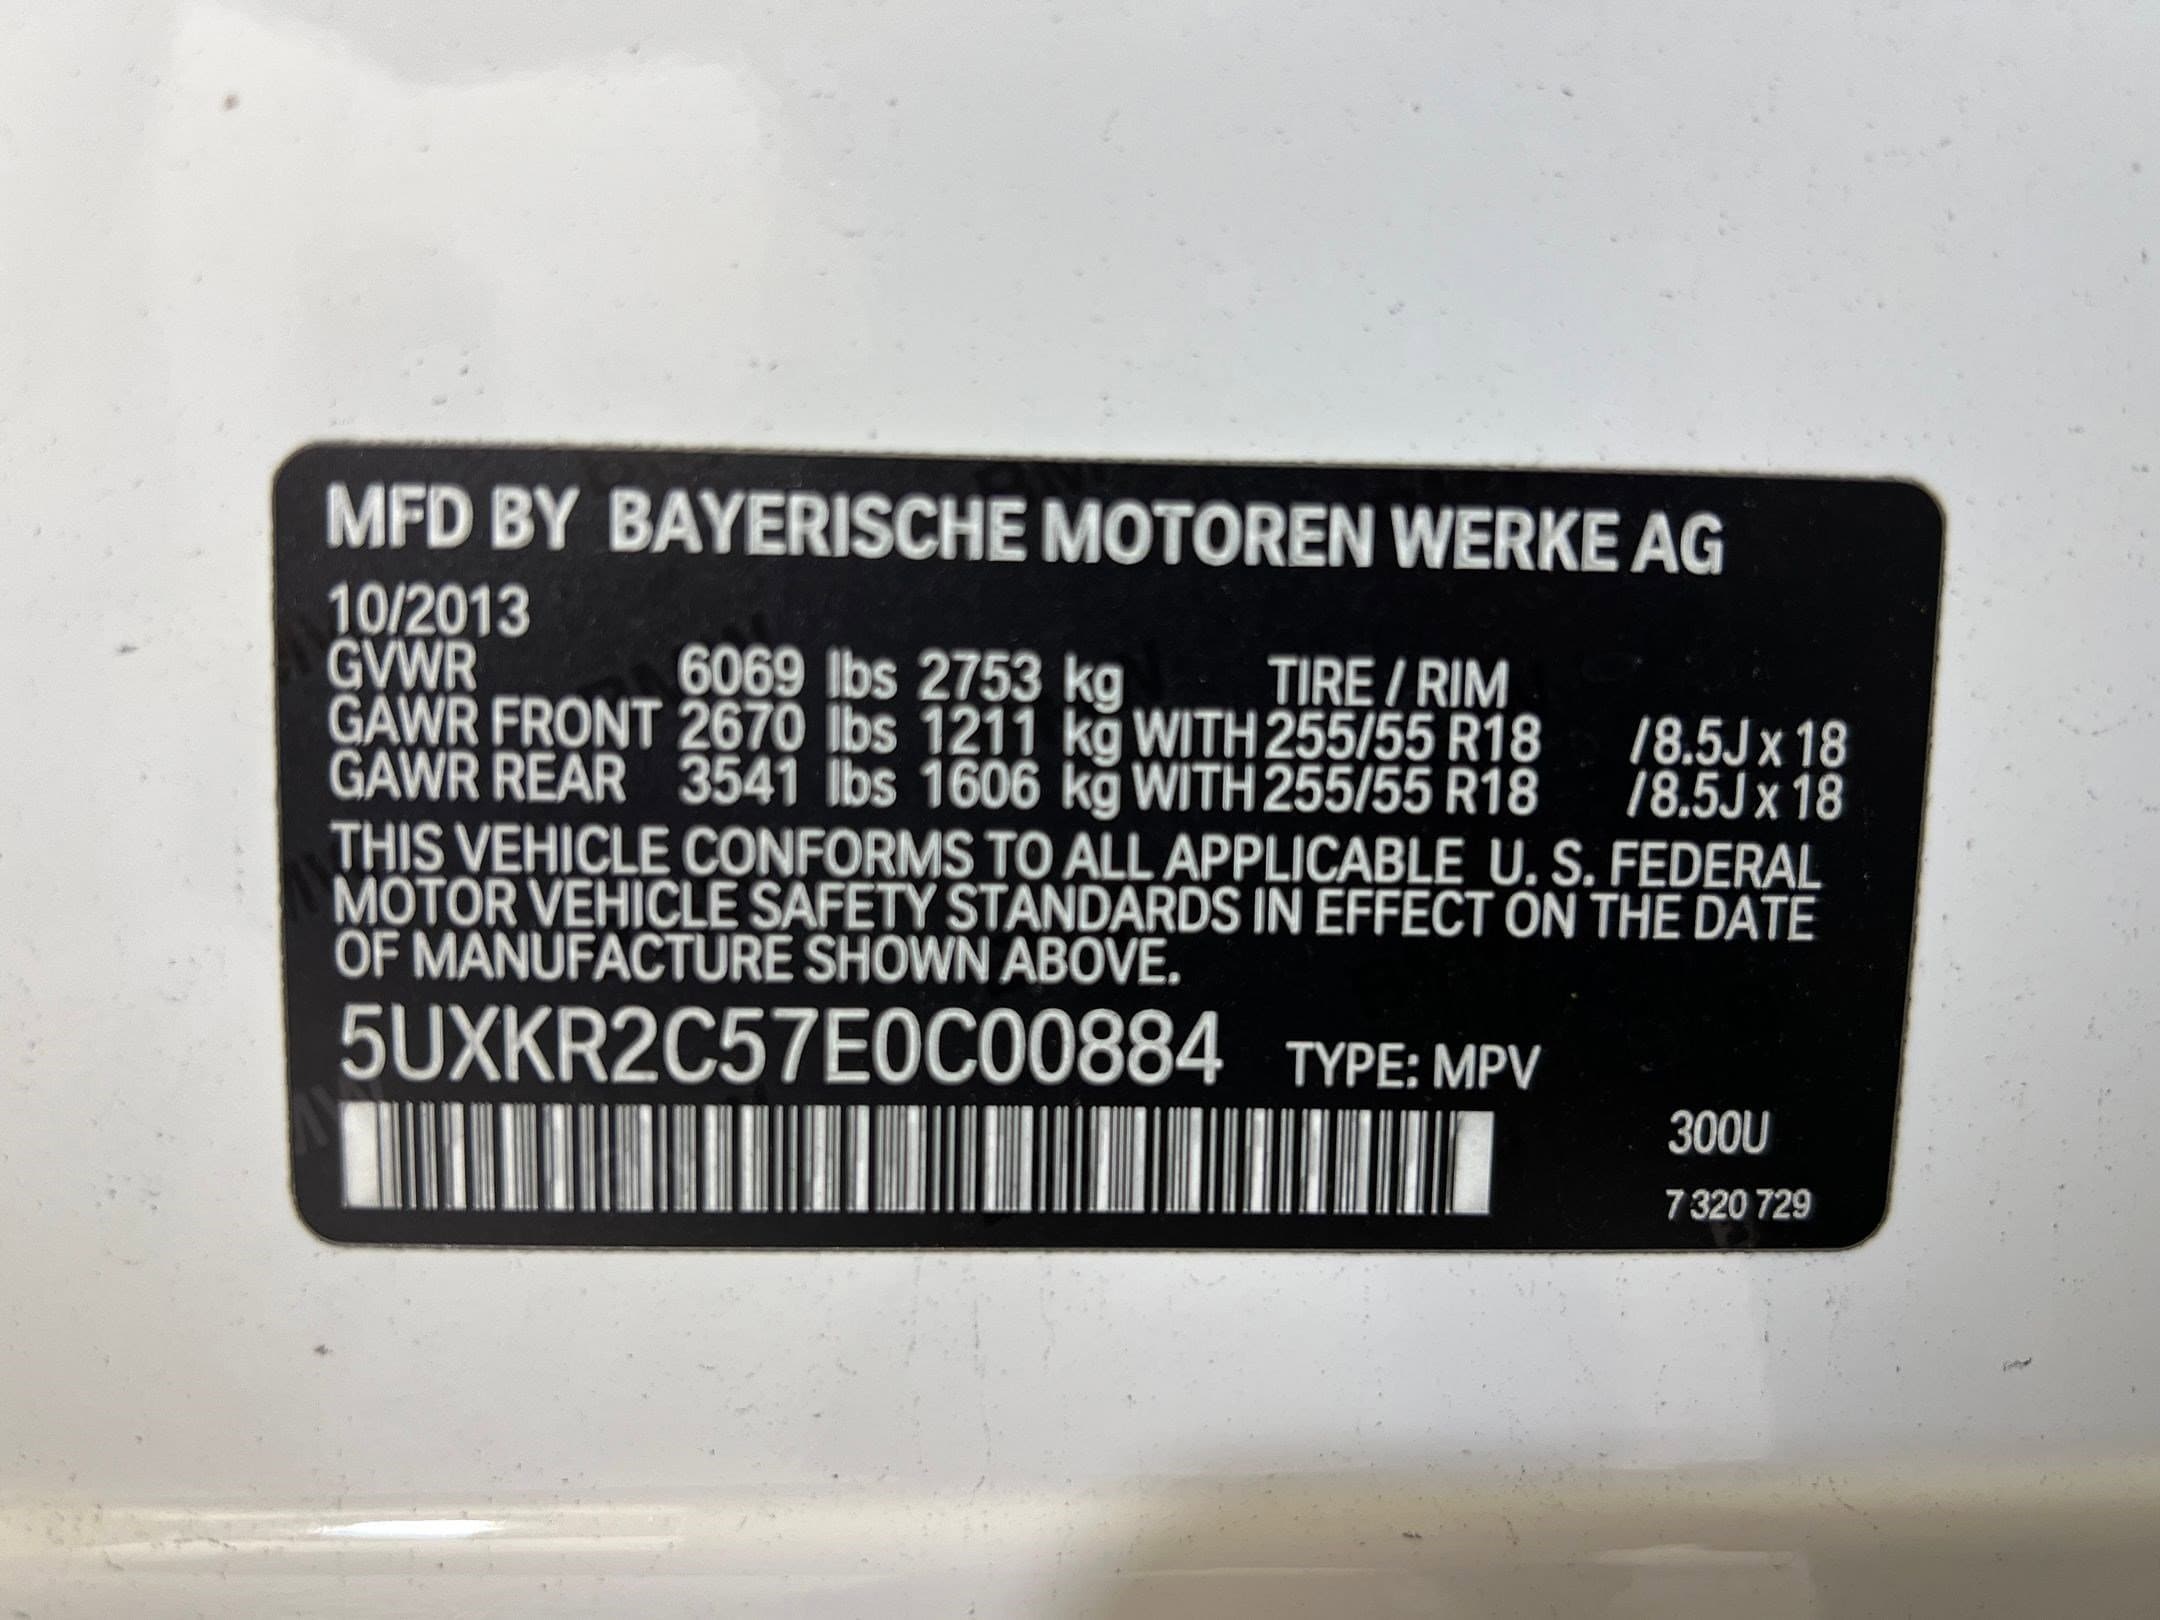 MFD BY BAYERISCHE MOTOREN WERKE AG
10/2013
GVWR 6069 lbs 2753 kg TIRE / RIM
GAWR FRONT 2670 lbs 1211 kg WITH 255/55 R18 /8.5J x 18
GAWR REAR 3541 lbs 1606 kg WITH 255/55 R18 /8.5J x 18
THIS VEHICLE CONFORMS TO ALL APPLICABLE U. S. FEDERAL
MOTOR VEHICLE SAFETY STANDARDS IN EFFECT ON THE DATE
OF MANUFACTURE SHOWN ABOVE.
5UXKR2C57E0C00884 TYPE: MPV
300U
7 320 729